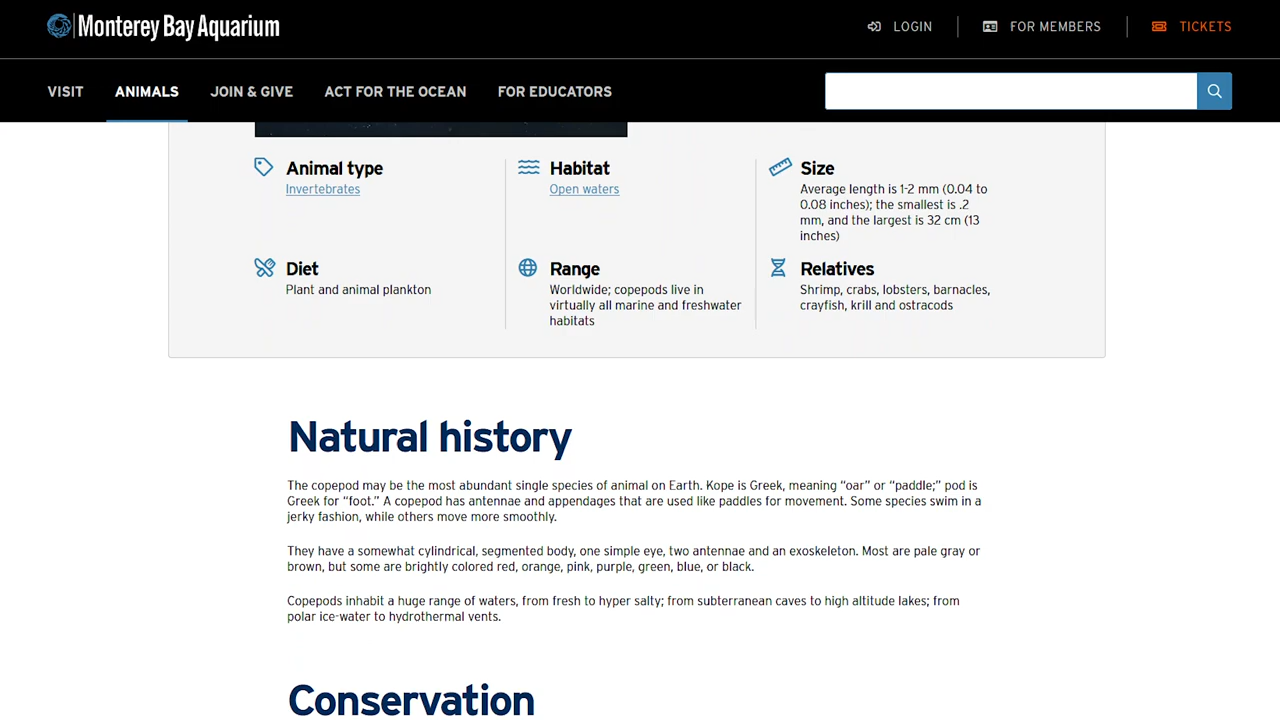 Monterey Bay Aquarium
LOGIN
FOR MEMBERS
TICKETS
VISIT
ANIMALS
JOIN & GIVE
ACT FOR THE OCEAN
FOR EDUCATORS
Animal type
Invertebrates
Habitat
Open waters
Size
Average length is 1-2 mm (0.04 to
0.08 inches); the smallest is .2
mm, and the largest is 32 cm (13
inches)
Diet
Plant and animal plankton
Range
Worldwide; copepods live in
virtually all marine and freshwater
habitats
Relatives
Shrimp, crabs, lobsters, barnacles,
crayfish, krill and ostracods
Natural history
The copepod may be the most abundant single species of animal on Earth. Kope is Greek, meaning “oar” or “paddle;” pod is
Greek for “foot.” A copepod has antennae and appendages that are used like paddles for movement. Some species swim in a
jerky fashion, while others move more smoothly.
They have a somewhat cylindrical, segmented body, one simple eye, two antennae and an exoskeleton. Most are pale gray or
brown, but some are brightly colored red, orange, pink, purple, green, blue, or black.
Copepods inhabit a huge range of waters, from fresh to hyper salty; from subterranean caves to high altitude lakes; from
polar ice-water to hydrothermal vents.
Conservation